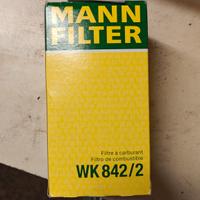 MANN
FILTER
Filtre à carburant
Filtro de combustible
WK 842/2